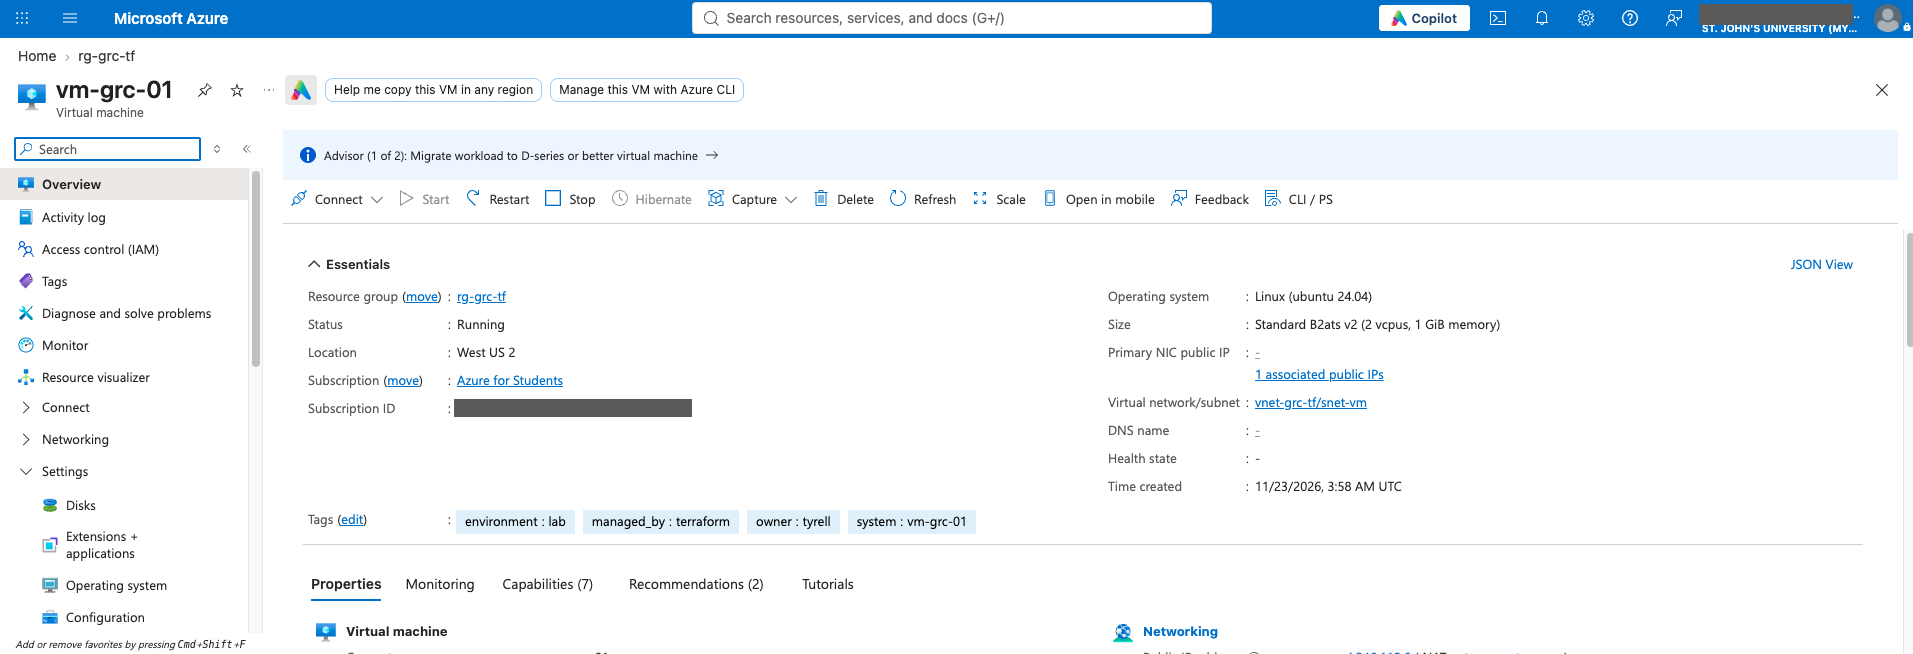 Microsoft Azure
Search resources, services, and docs (G+/)
Copilot
ST. JOHN'S UNIVERSITY (MY...
Home > rg-grc-tf
vm-grc-01
Virtual machine
Help me copy this VM in any region
Manage this VM with Azure CLI
Search
Advisor (1 of 2): Migrate workload to D-series or better virtual machine →
Overview
Activity log
Access control (IAM)
Tags
Diagnose and solve problems
Monitor
Resource visualizer
Connect
Networking
Settings
Disks
Extensions +
applications
Operating system
Configuration
Add or remove favorites by pressing Cmd+Shift+F
Connect
Start
Restart
Stop
Hibernate
Capture
Delete
Refresh
Scale
Open in mobile
Feedback
CLI / PS
Essentials
JSON View
Resource group (move) : rg-grc-tf
Status : Running
Location : West US 2
Subscription (move) : Azure for Students
Subscription ID :
Operating system : Linux (ubuntu 24.04)
Size : Standard B2ats v2 (2 vcpus, 1 GiB memory)
Primary NIC public IP : -
1 associated public IPs
Virtual network/subnet : vnet-grc-tf/snet-vm
DNS name : -
Health state : -
Time created : 11/23/2026, 3:58 AM UTC
Tags (edit) : environment : lab managed_by : terraform owner : tyrell system : vm-grc-01
Properties
Monitoring
Capabilities (7)
Recommendations (2)
Tutorials
Virtual machine
Networking